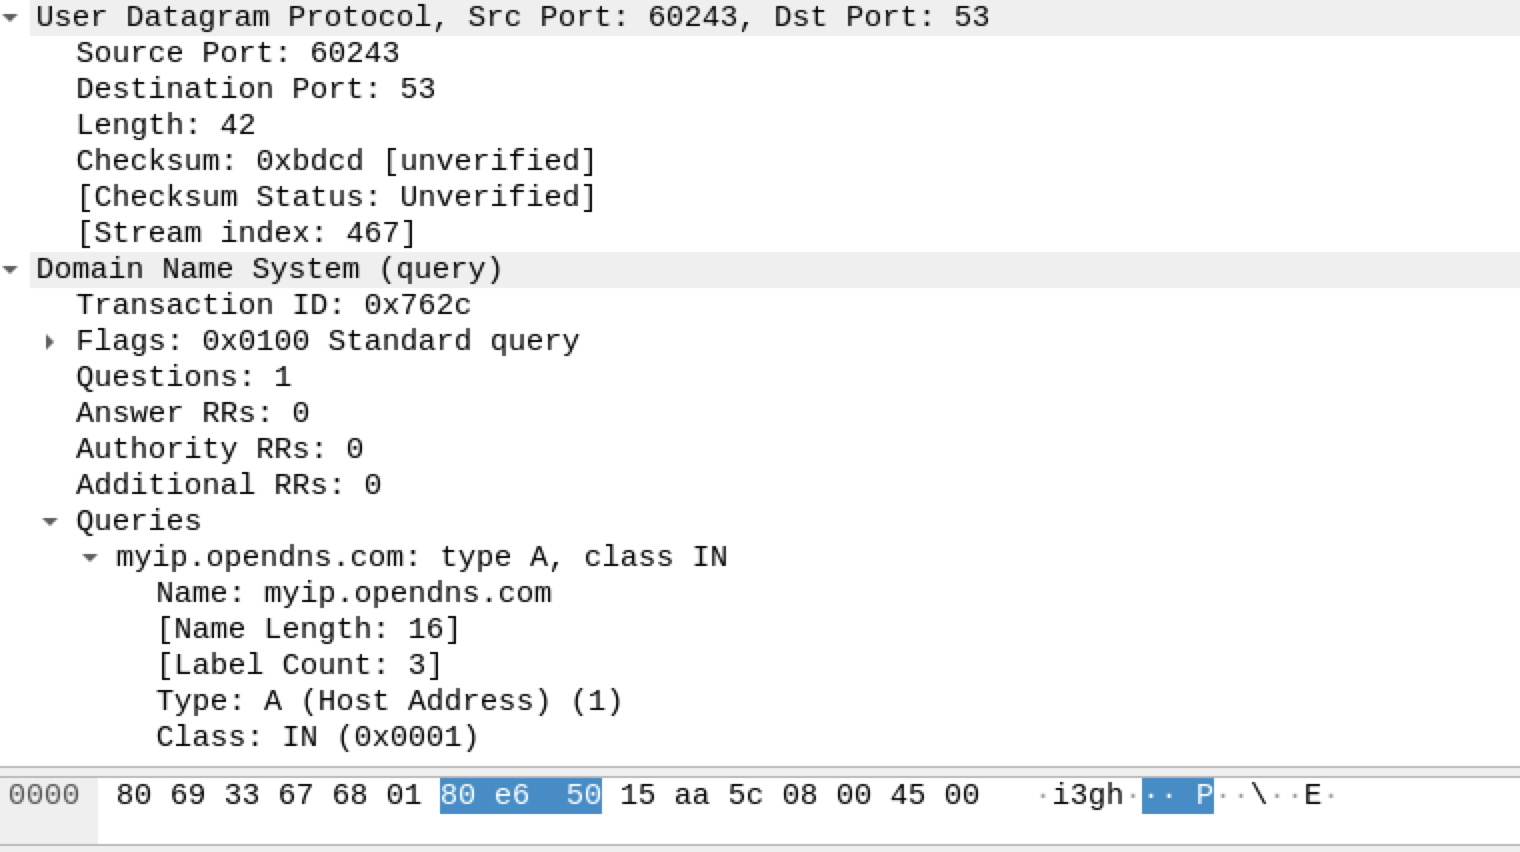 User Datagram Protocol, Src Port: 60243, Dst Port: 53
Source Port: 60243
Destination Port: 53
Length: 42
Checksum: 0xbdcd [unverified]
[Checksum Status: Unverified]
[Stream index: 467]
Domain Name System (query)
Transaction ID: 0x762c
Flags: 0x0100 Standard query
Questions: 1
Answer RRs: 0
Authority RRs: 0
Additional RRs: 0
Queries
myip.opendns.com: type A, class IN
Name: myip.opendns.com
[Name Length: 16]
[Label Count: 3]
Type: A (Host Address) (1)
Class: IN (0x0001)
0000 80 69 33 67 68 01 80 e6 50 15 aa 5c 08 00 45 00 ·i3gh··· P··\··E·